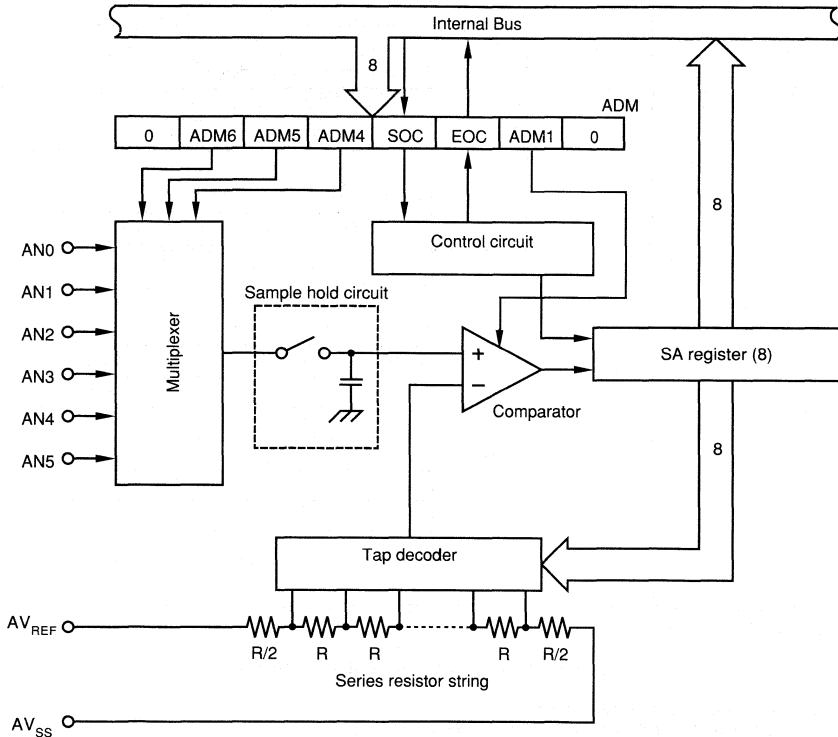 Internal Bus
8
ADM
0 ADM6 ADM5 ADM4 SOC EOC ADM1 0
8
Control circuit
AN0
AN1
AN2
AN3
AN4
AN5
Multiplexer
Sample hold circuit
+
−
Comparator
SA register (8)
8
Tap decoder
AVREF
R/2 R R R R/2
Series resistor string
AVSS